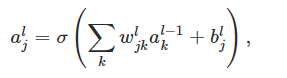 a^l_j = σ ( ∑_k w^l_{jk} a^{l−1}_k + b^l_j ) ,